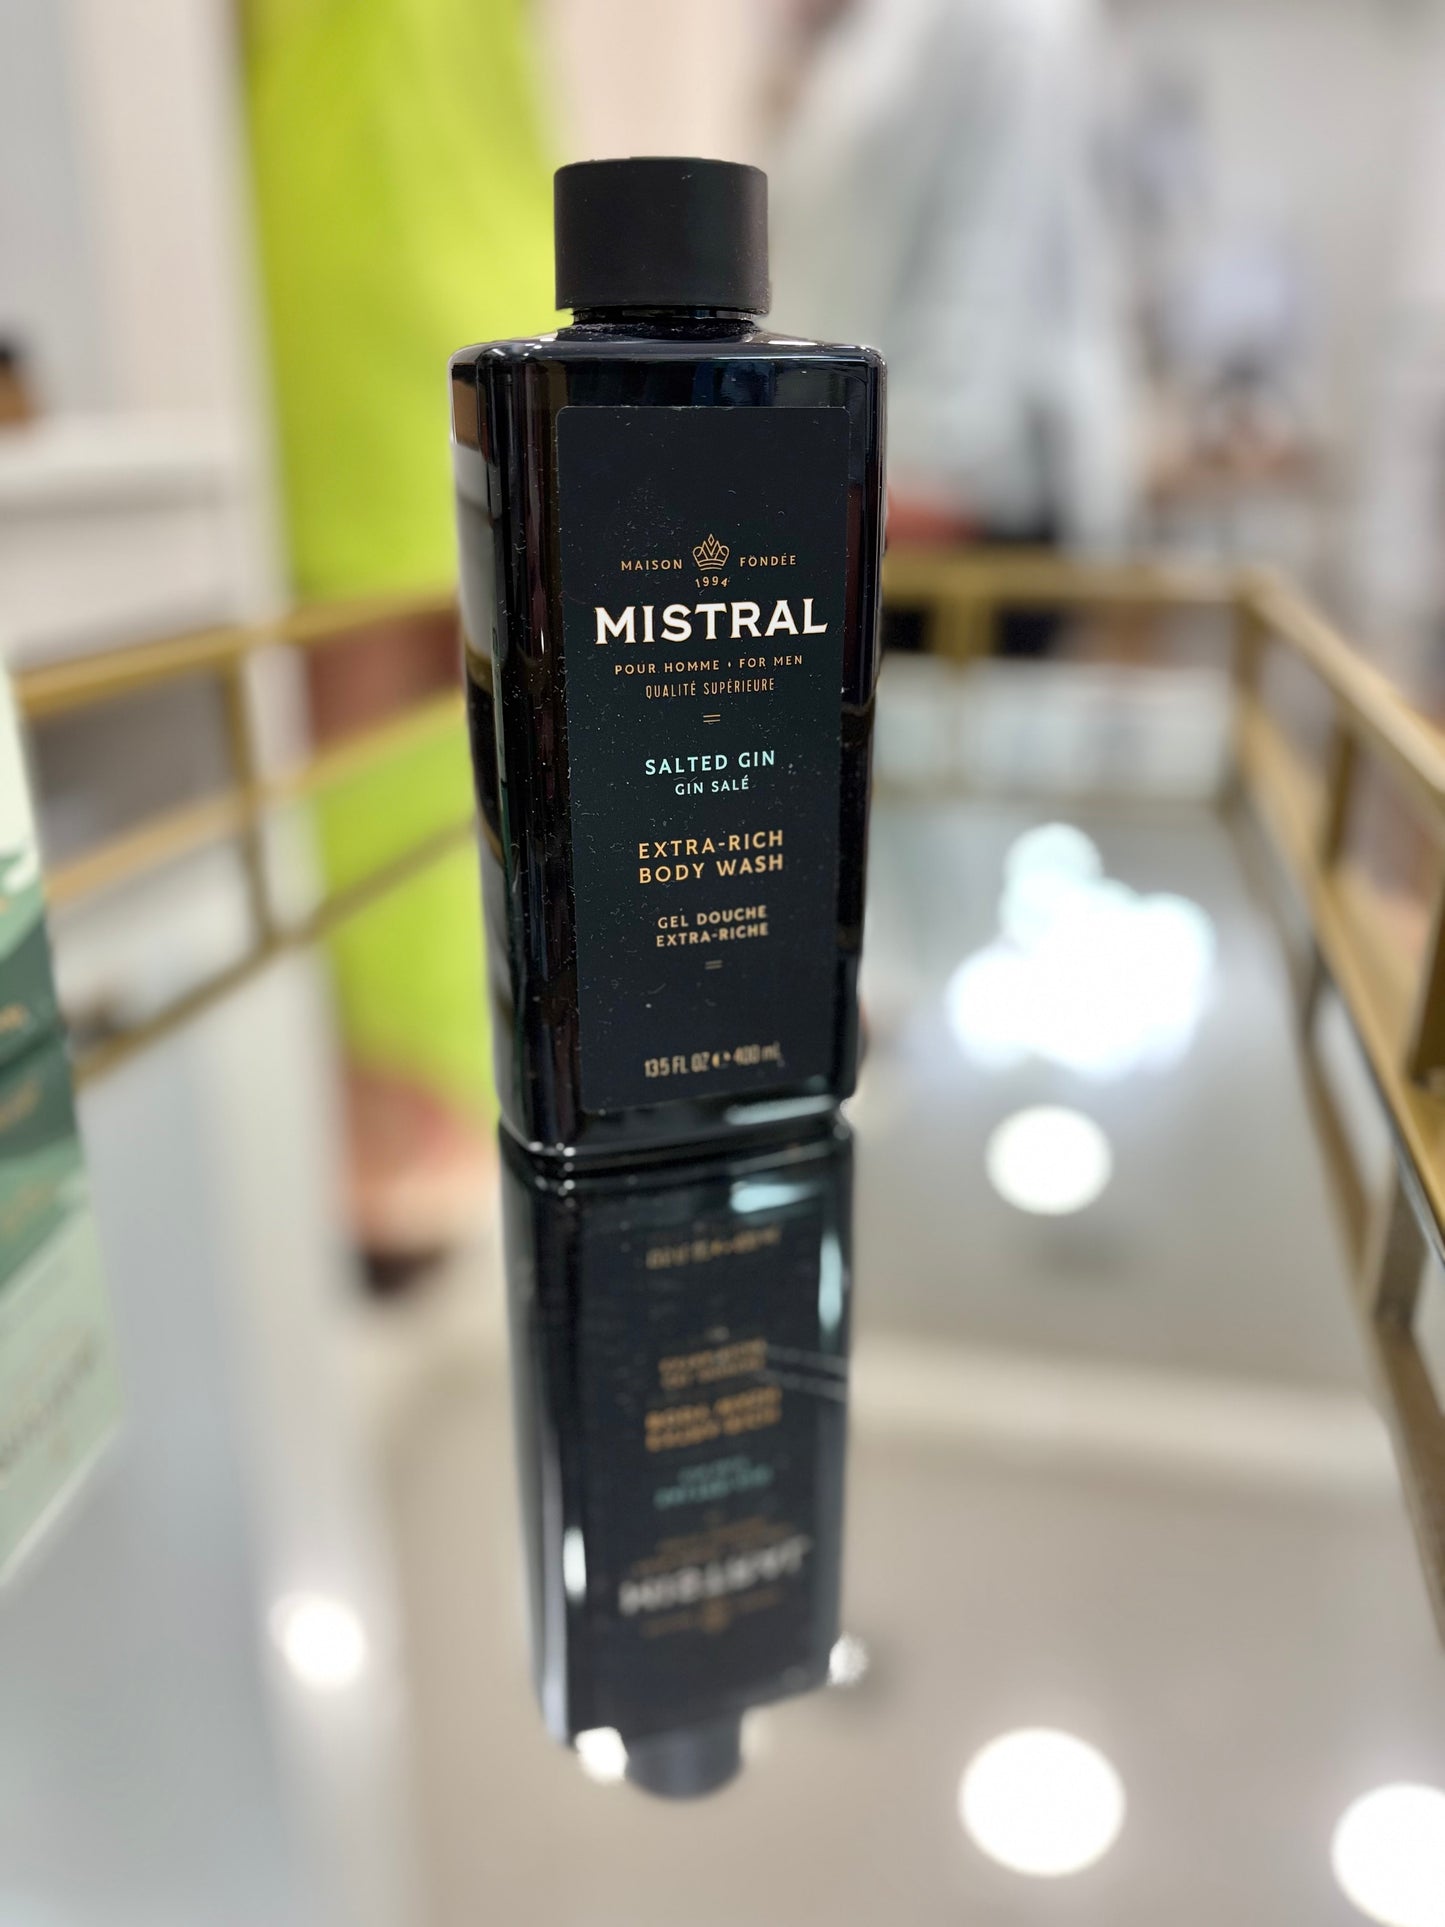 MAISON FONDÉE
1994
MISTRAL
POUR HOMME • FOR MEN
QUALITÉ SUPÉRIEURE
SALTED GIN
GIN SALÉ
EXTRA-RICH
BODY WASH
GEL DOUCHE
EXTRA-RICHE
13.5 FL OZ ℮ 400 mL